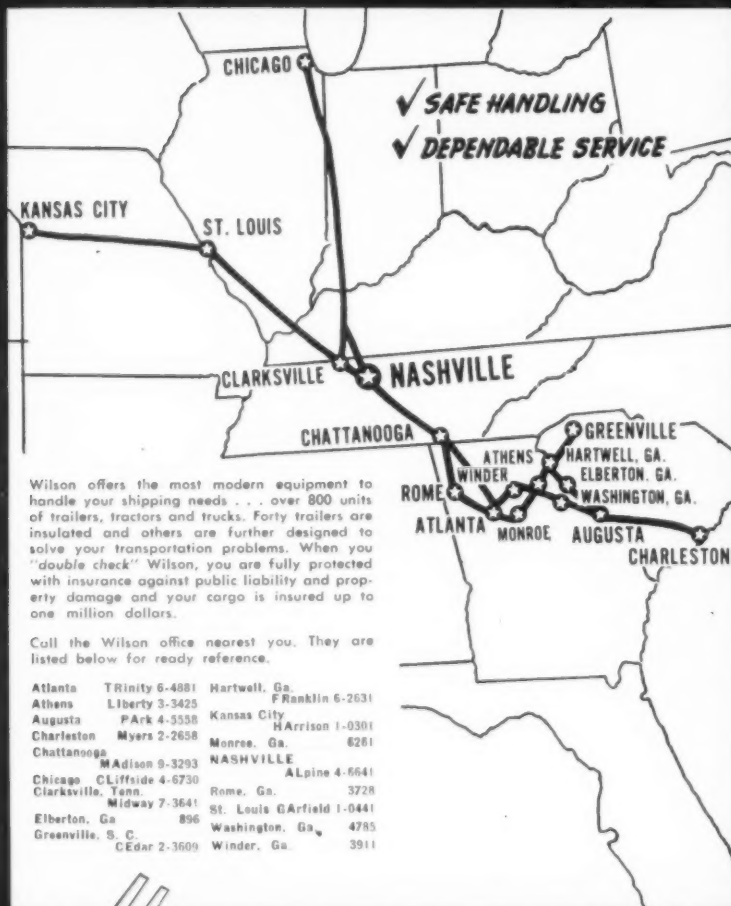 CHICAGO
✓ SAFE HANDLING
✓ DEPENDABLE SERVICE
KANSAS CITY
ST. LOUIS
CLARKSVILLE
NASHVILLE
CHATTANOOGA
GREENVILLE
ATHENS
HARTWELL, GA.
WINDER
ELBERTON, GA.
ROME
WASHINGTON, GA.
ATLANTA
MONROE
AUGUSTA
CHARLESTON
Wilson offers the most modern equipment to
handle your shipping needs . . . over 800 units
of trailers, tractors and trucks. Forty trailers are
insulated and others are further designed to
solve your transportation problems. When you
"double check" Wilson, you are fully protected
with insurance against public liability and prop-
erty damage and your cargo is insured up to
one million dollars.
Call the Wilson office nearest you. They are
listed below for ready reference.
Atlanta TRinity 6-4881
Athens LIberty 3-3425
Augusta PArk 4-5558
Charleston Myers 2-2658
Chattanooga
MAdison 9-3293
Chicago CLiffside 4-6730
Clarksville, Tenn.
Midway 7-3641
Elberton, Ga 896
Greenville, S. C.
CEdar 2-3609
Hartwell, Ga.
FRanklin 6-2631
Kansas City
HArrison 1-0301
Monroe, Ga. 6261
NASHVILLE
ALpine 4-6641
Rome, Ga. 3728
St. Louis GArfield 1-0441
Washington, Ga. 4785
Winder, Ga. 3911